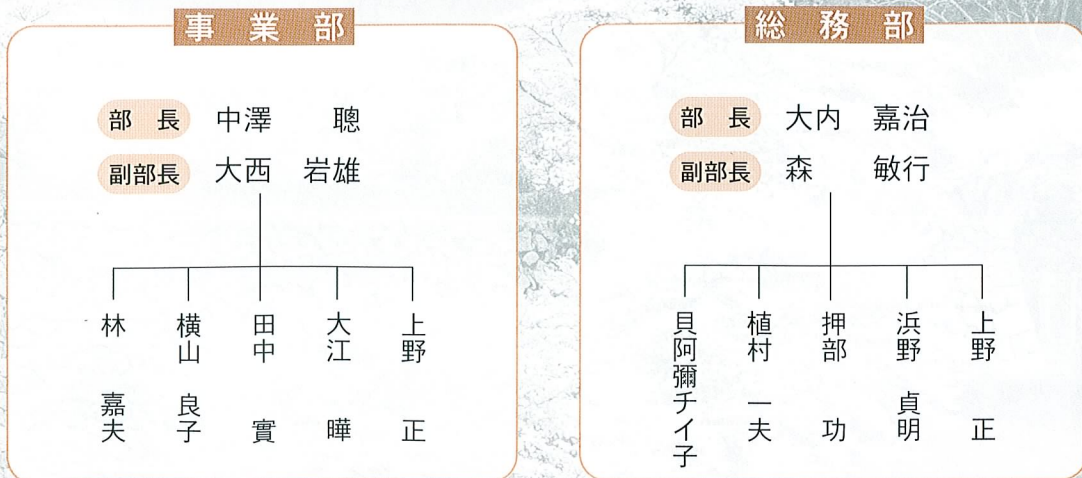 事業部
部長 中澤 聰
副部長 大西 岩雄
林 嘉夫
横山 良子
田中 實
大江 曄
上野 正
総務部
部長 大内 嘉治
副部長 森 敏行
貝阿彌チイ子
植村 一夫
押部 功
浜野 貞明
上野 正